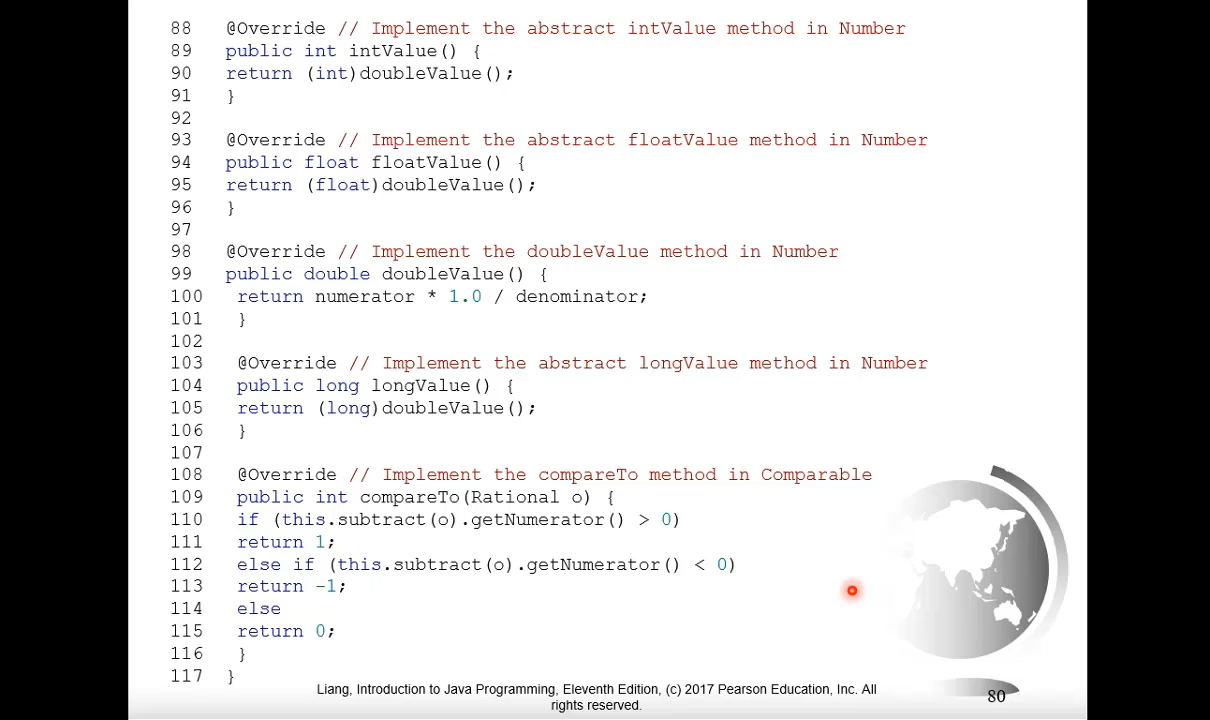 88 @Override // Implement the abstract intValue method in Number
89 public int intValue() {
90 return (int)doubleValue();
91 }
92
93 @Override // Implement the abstract floatValue method in Number
94 public float floatValue() {
95 return (float)doubleValue();
96 }
97
98 @Override // Implement the doubleValue method in Number
99 public double doubleValue() {
100 return numerator * 1.0 / denominator;
101 }
102
103 @Override // Implement the abstract longValue method in Number
104 public long longValue() {
105 return (long)doubleValue();
106 }
107
108 @Override // Implement the compareTo method in Comparable
109 public int compareTo(Rational o) {
110 if (this.subtract(o).getNumerator() > 0)
111 return 1;
112 else if (this.subtract(o).getNumerator() < 0)
113 return -1;
114 else
115 return 0;
116 }
117 }
Liang, Introduction to Java Programming, Eleventh Edition, (c) 2017 Pearson Education, Inc. All
rights reserved.
80